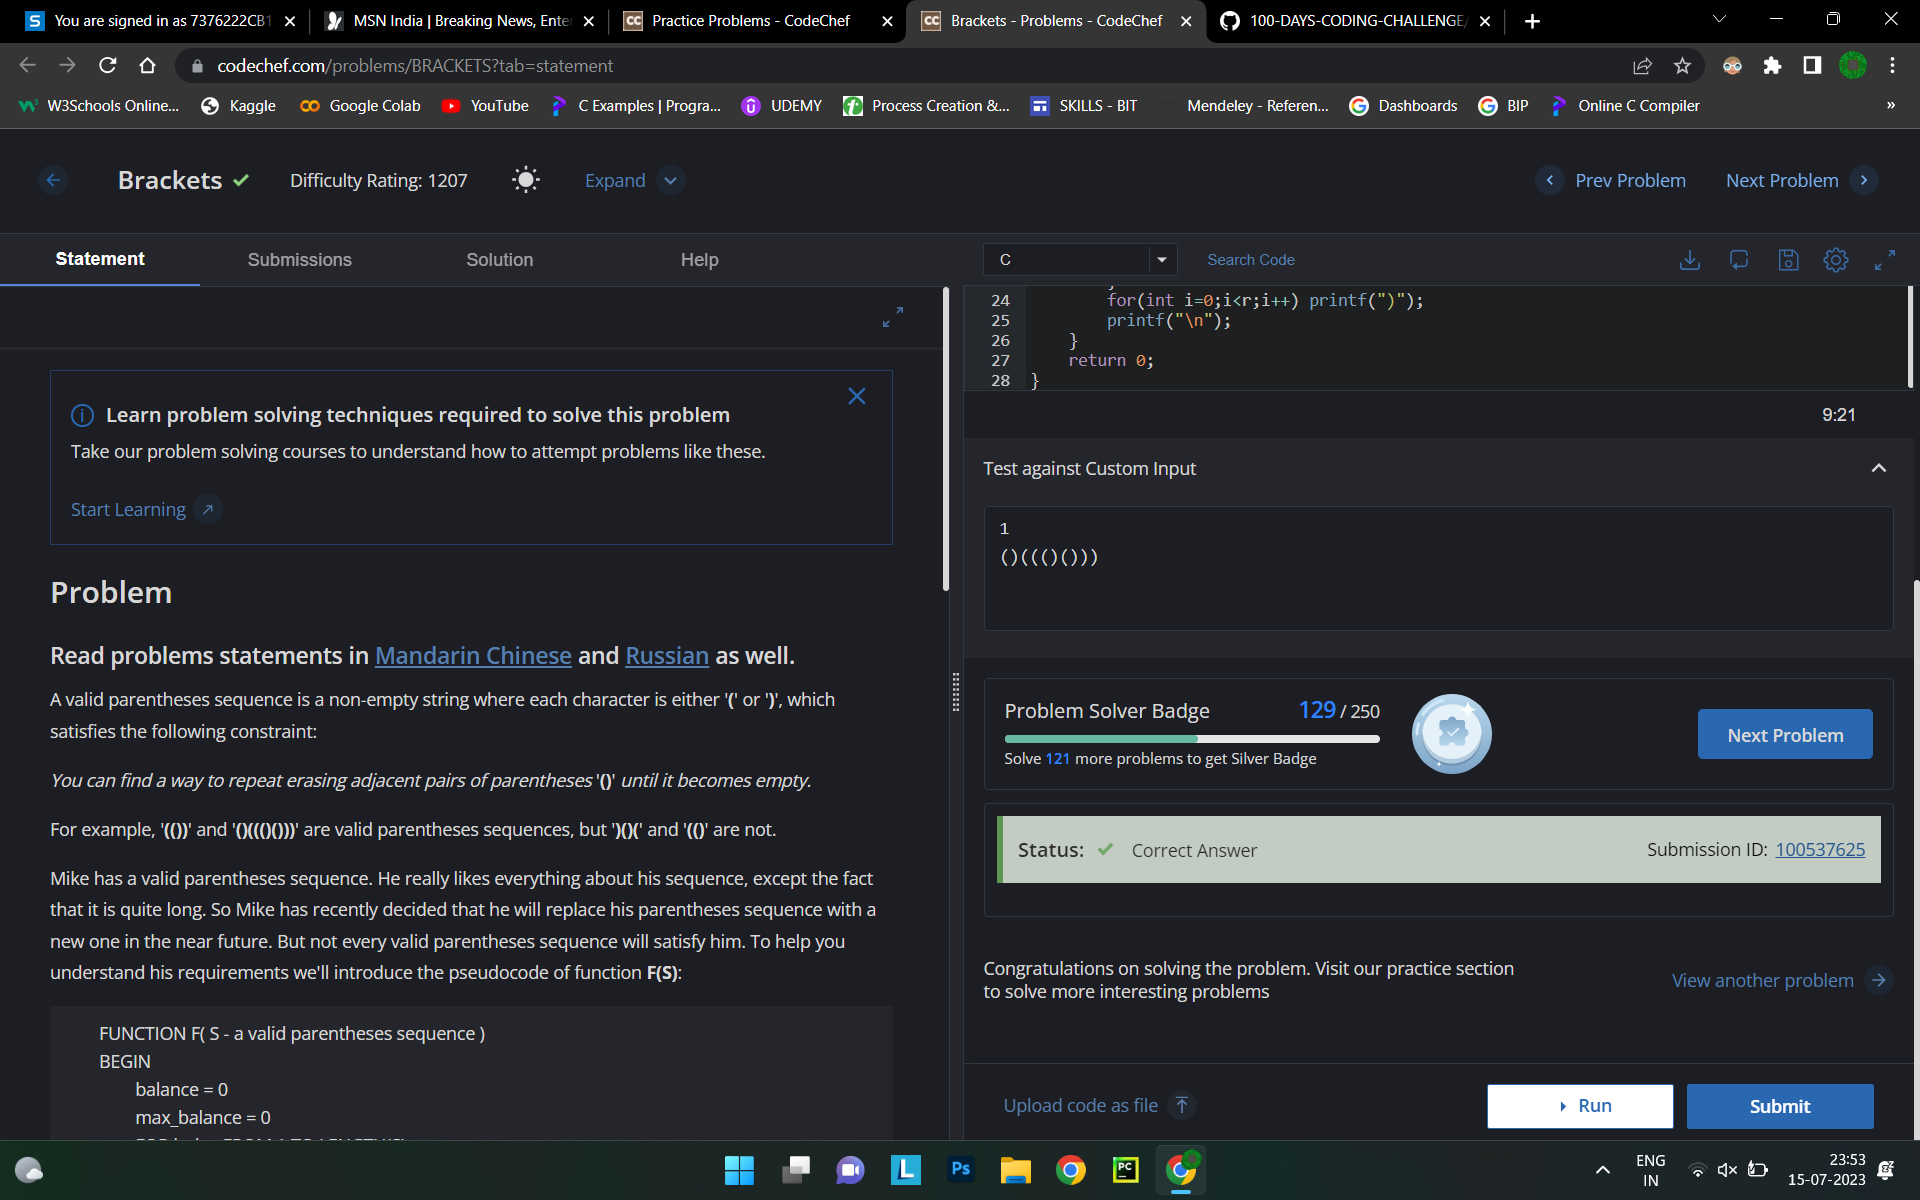 You are signed in as 7376222CB1
MSN India | Breaking News, Ente
Practice Problems - CodeChef
Brackets - Problems - CodeChef
100-DAYS-CODING-CHALLENGE/
codechef.com/problems/BRACKETS?tab=statement
W3Schools Online...
Kaggle
Google Colab
YouTube
C Examples | Progra...
UDEMY
Process Creation &...
SKILLS - BIT
Mendeley - Referen...
Dashboards
BIP
Online C Compiler
»
Brackets
Difficulty Rating: 1207
Expand
Prev Problem
Next Problem
Statement
Submissions
Solution
Help
C
Search Code
Learn problem solving techniques required to solve this problem
Take our problem solving courses to understand how to attempt problems like these.
Start Learning
Problem
Read problems statements in Mandarin Chinese and Russian as well.
A valid parentheses sequence is a non-empty string where each character is either '(' or ')', which
satisfies the following constraint:
You can find a way to repeat erasing adjacent pairs of parentheses '()' until it becomes empty.
For example, '(())' and '()((()()))' are valid parentheses sequences, but ')()(' and '(()' are not.
Mike has a valid parentheses sequence. He really likes everything about his sequence, except the fact
that it is quite long. So Mike has recently decided that he will replace his parentheses sequence with a
new one in the near future. But not every valid parentheses sequence will satisfy him. To help you
understand his requirements we'll introduce the pseudocode of function F(S):
FUNCTION F( S - a valid parentheses sequence )
BEGIN
balance = 0
max_balance = 0
24 for(int i=0;i<r;i++) printf(")");
25 printf("\n");
26 }
27 return 0;
28 }
9:21
Test against Custom Input
1
()((()()))
Problem Solver Badge
129 / 250
Solve 121 more problems to get Silver Badge
Next Problem
Status: Correct Answer
Submission ID: 100537625
Congratulations on solving the problem. Visit our practice section
to solve more interesting problems
View another problem
Upload code as file
Run
Submit
ENG
IN
23:53
15-07-2023